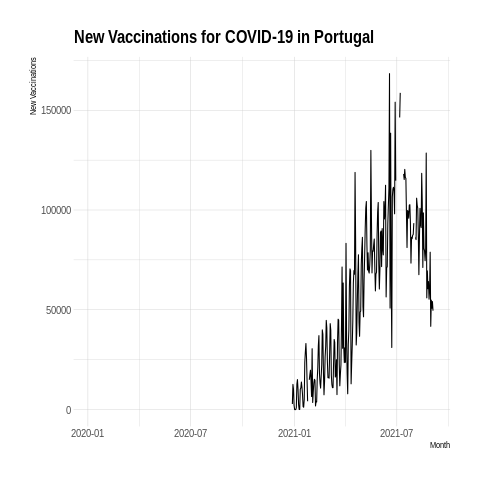 New Vaccinations for COVID-19 in Portugal
New Vaccinations
150000
100000
50000
0
2020-01 2020-07 2021-01 2021-07
Month